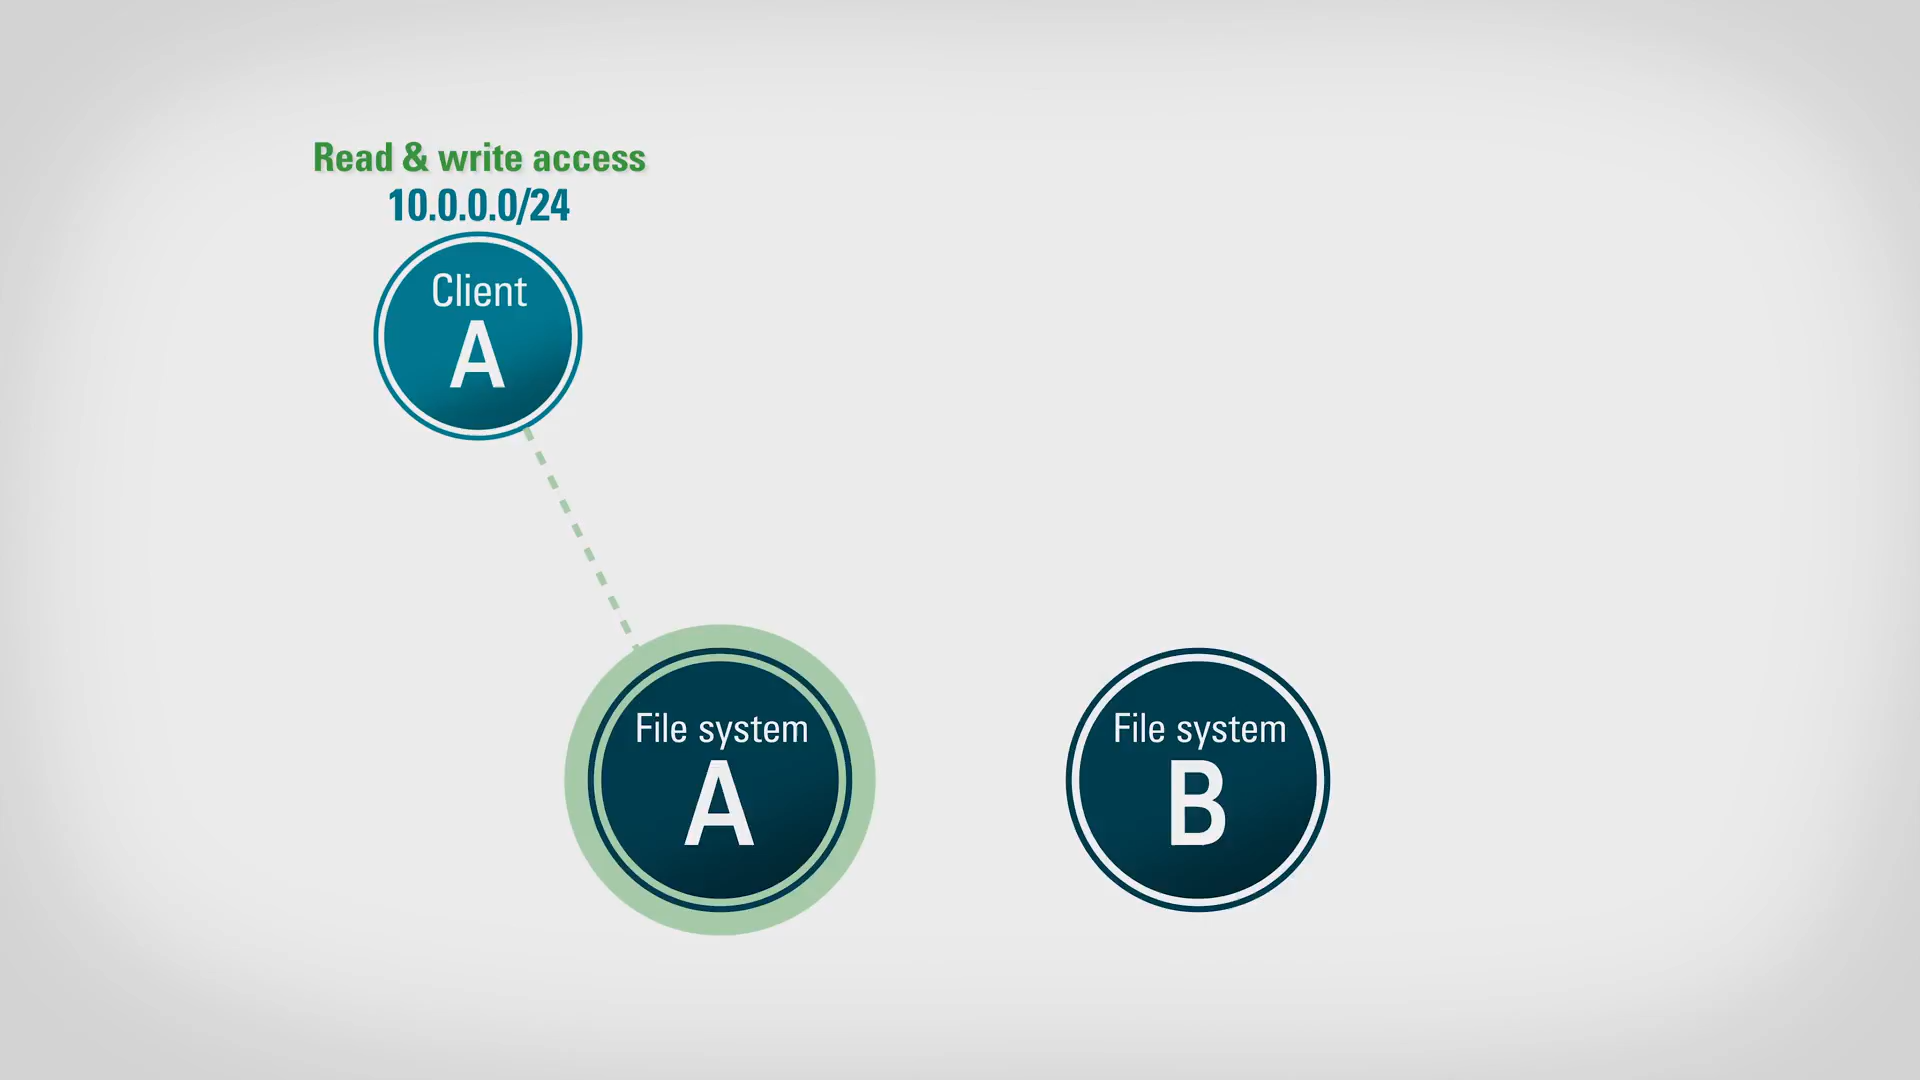 Read & write access
10.0.0.0/24
Client
A
File system
A
File system
B